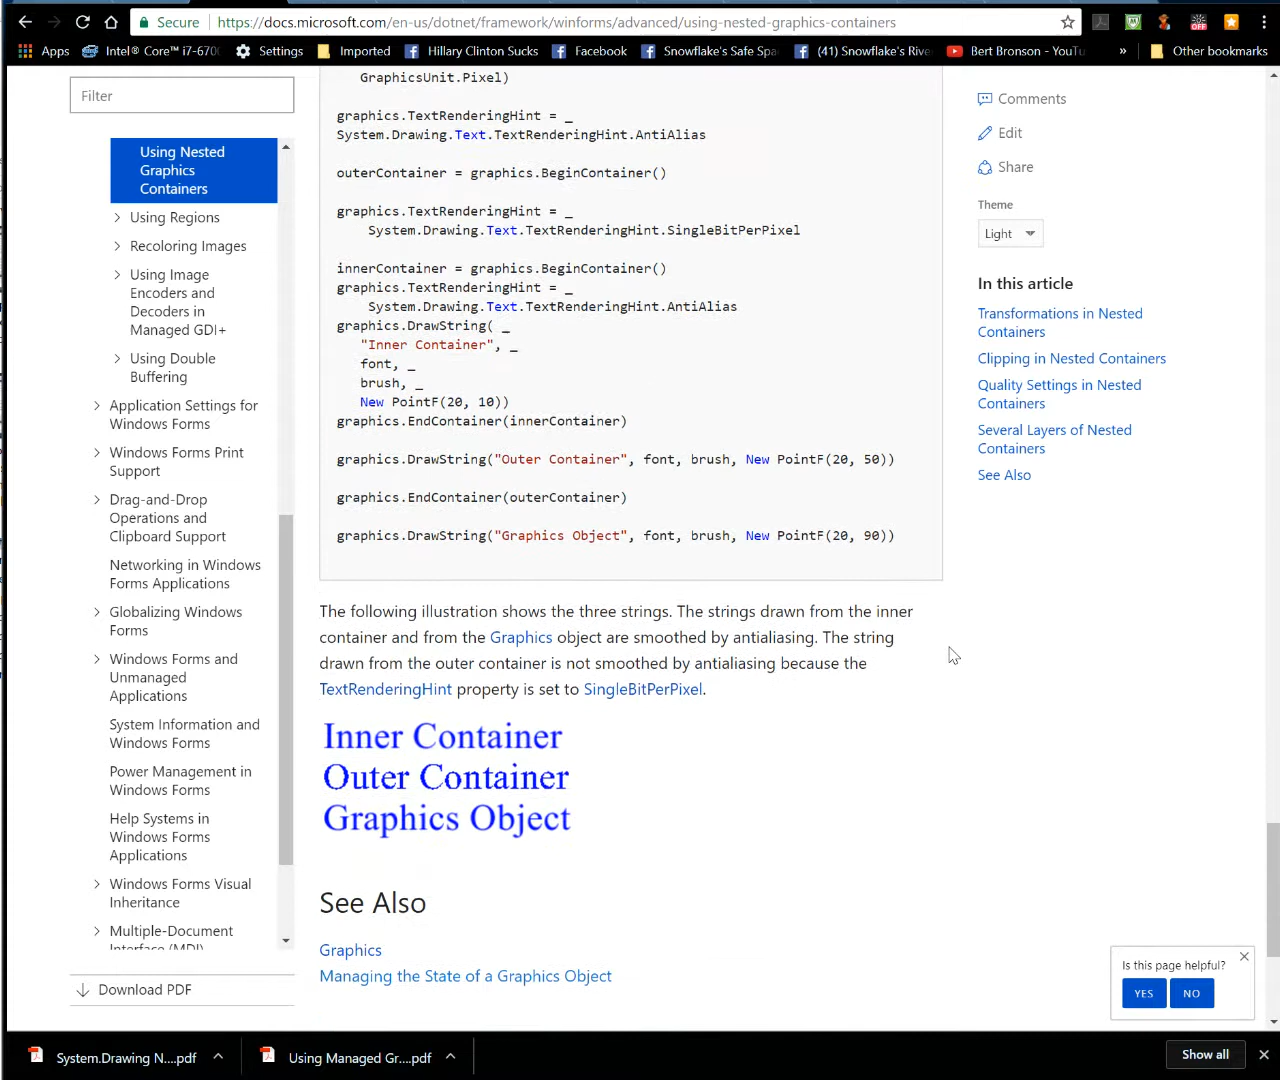 Secure
https://docs.microsoft.com/en-us/dotnet/framework/winforms/advanced/using-nested-graphics-containers
Apps
Intel® Core™ i7-670
Settings
Imported
Hillary Clinton Sucks
Facebook
Snowflake's Safe Spa
(41) Snowflake's Rive
Bert Bronson - YouTu
»
Other bookmarks
Filter
Using Nested
Graphics
Containers
Using Regions
Recoloring Images
Using Image
Encoders and
Decoders in
Managed GDI+
Using Double
Buffering
Application Settings for
Windows Forms
Windows Forms Print
Support
Drag-and-Drop
Operations and
Clipboard Support
Networking in Windows
Forms Applications
Globalizing Windows
Forms
Windows Forms and
Unmanaged
Applications
System Information and
Windows Forms
Power Management in
Windows Forms
Help Systems in
Windows Forms
Applications
Windows Forms Visual
Inheritance
Multiple-Document
Interface (MDI)
Download PDF
GraphicsUnit.Pixel)
graphics.TextRenderingHint = _
System.Drawing.Text.TextRenderingHint.AntiAlias
outerContainer = graphics.BeginContainer()
graphics.TextRenderingHint = _
System.Drawing.Text.TextRenderingHint.SingleBitPerPixel
innerContainer = graphics.BeginContainer()
graphics.TextRenderingHint = _
System.Drawing.Text.TextRenderingHint.AntiAlias
graphics.DrawString( _
"Inner Container", _
font, _
brush, _
New PointF(20, 10))
graphics.EndContainer(innerContainer)
graphics.DrawString("Outer Container", font, brush, New PointF(20, 50))
graphics.EndContainer(outerContainer)
graphics.DrawString("Graphics Object", font, brush, New PointF(20, 90))
The following illustration shows the three strings. The strings drawn from the inner
container and from the Graphics object are smoothed by antialiasing. The string
drawn from the outer container is not smoothed by antialiasing because the
TextRenderingHint property is set to SingleBitPerPixel.
Inner Container
Outer Container
Graphics Object
See Also
Graphics
Managing the State of a Graphics Object
Comments
Edit
Share
Theme
Light
In this article
Transformations in Nested
Containers
Clipping in Nested Containers
Quality Settings in Nested
Containers
Several Layers of Nested
Containers
See Also
Is this page helpful?
YES
NO
System.Drawing N....pdf
Using Managed Gr....pdf
Show all